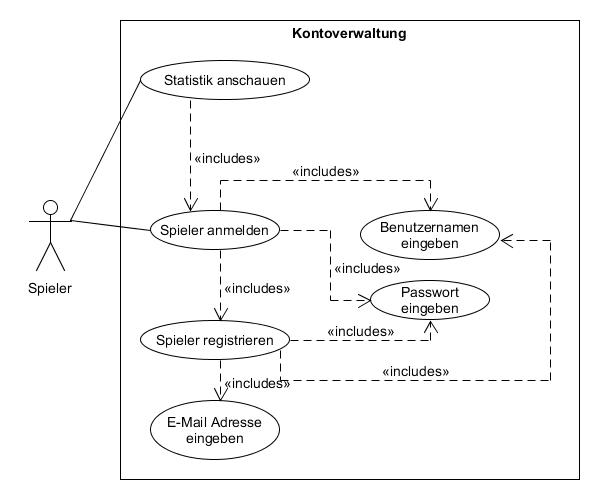 Kontoverwaltung
Statistik anschauen
«includes»
«includes»
Spieler anmelden
Benutzernamen
eingeben
«includes»
Spieler
«includes»
Passwort
eingeben
Spieler registrieren
«includes»
«includes»
«includes»
E-Mail Adresse
eingeben